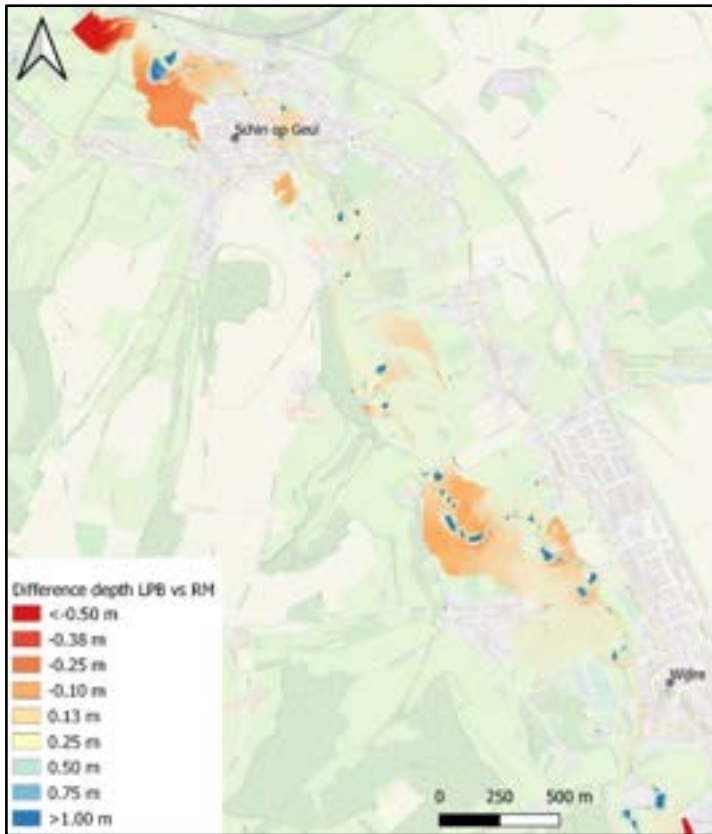 Schin op Geul
Difference depth LPB vs RM
<-0.50 m
-0.38 m
-0.25 m
-0.10 m
0.13 m
0.25 m
0.50 m
0.75 m
>1.00 m
Wijlre
0 250 500 m